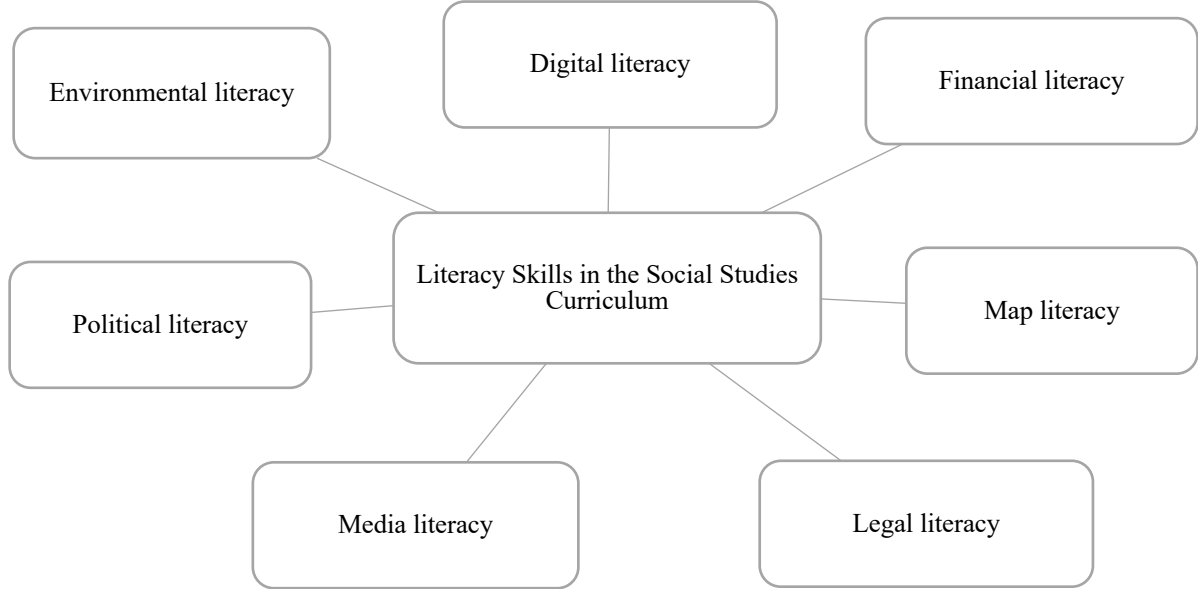 Digital literacy
Environmental literacy
Financial literacy
Literacy Skills in the Social Studies
Curriculum
Political literacy
Map literacy
Media literacy
Legal literacy